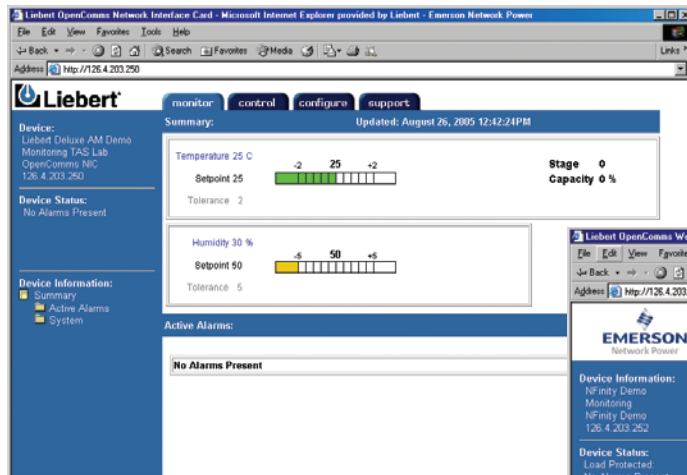 Liebert OpenComms Network Interface Card - Microsoft Internet Explorer provided by Liebert - Emerson Network Power
File Edit View Favorites Tools Help
Back Search Favorites Media
Links »
Address http://126.4.203.250
Liebert
monitor control configure support
Summary: Updated: August 26, 2005 12:42:24PM
Device:
Liebert Deluxe AM Demo
Monitoring TAS Lab
OpenComms NIC
126.4.203.250
Device Status:
No Alarms Present
Device Information:
Summary
Active Alarms
System
Temperature 25 C
Setpoint 25
Tolerance 2
-2 25 +2
Stage 0
Capacity 0 %
Humidity 30 %
Setpoint 50
Tolerance 5
-5 50 +5
Active Alarms:
No Alarms Present
Liebert OpenComms We
File Edit View Favorite
Back
Address http://126.4.203.
EMERSON
Network Power
Device Information:
NFinity Demo
Monitoring
NFinity Demo
126.4.203.252
Device Status:
Load Protected: